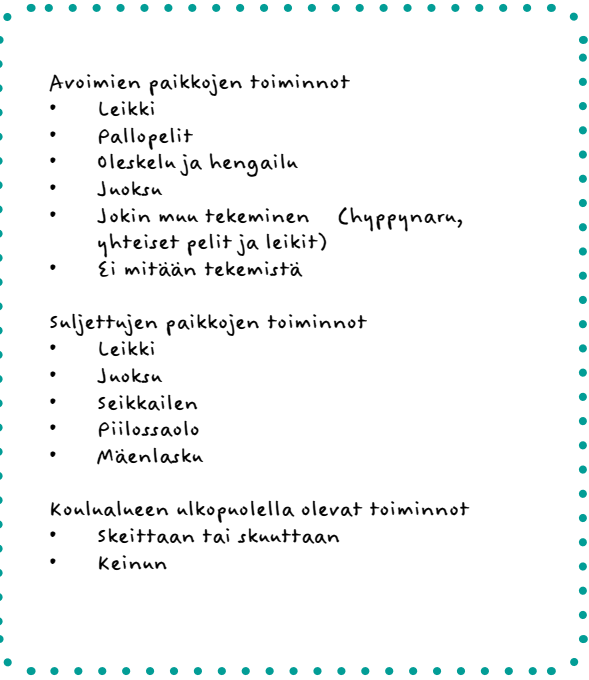 Avoimien paikkojen toiminnot
• Leikki
• Pallopelit
• Oleskelu ja hengailu
• Juoksu
• Jokin muu tekeminen (hyppynaru,
yhteiset pelit ja leikit)
• Ei mitään tekemistä
Suljettujen paikkojen toiminnot
• Leikki
• Juoksu
• Seikkailen
• Piilossaolo
• Mäenlasku
Koulualueen ulkopuolella olevat toiminnot
• Skeittaan tai skuuttaan
• Keinun